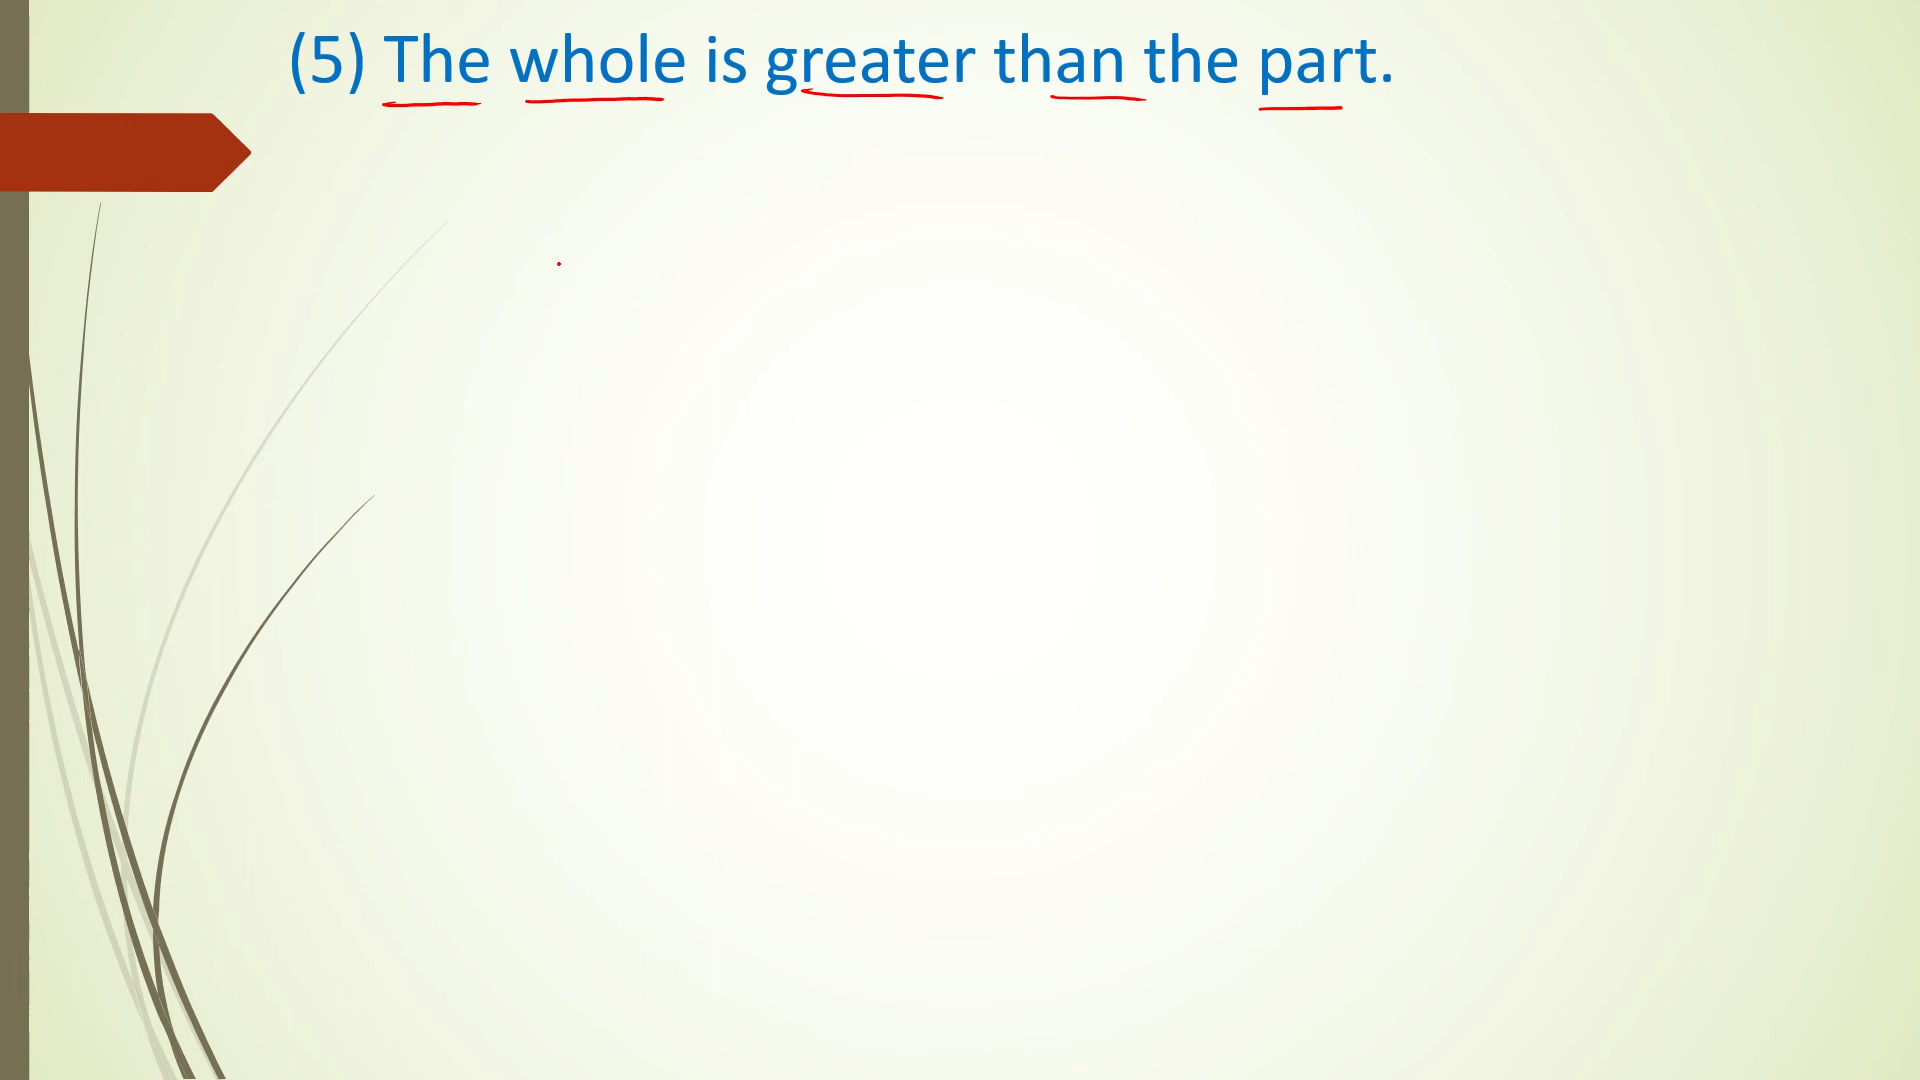 (5) The whole is greater than the part.